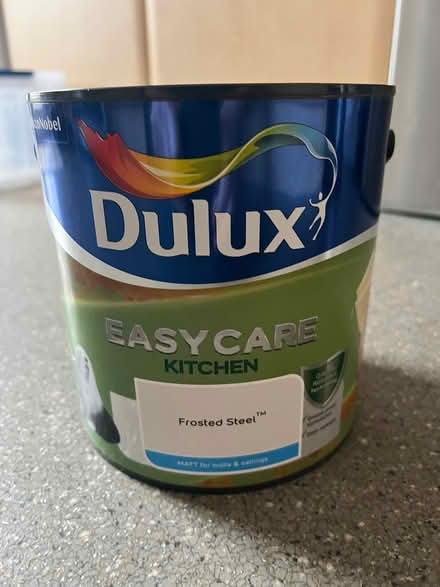 Dulux
EASYCARE
KITCHEN
Frosted Steel™
MATT for walls & ceilings